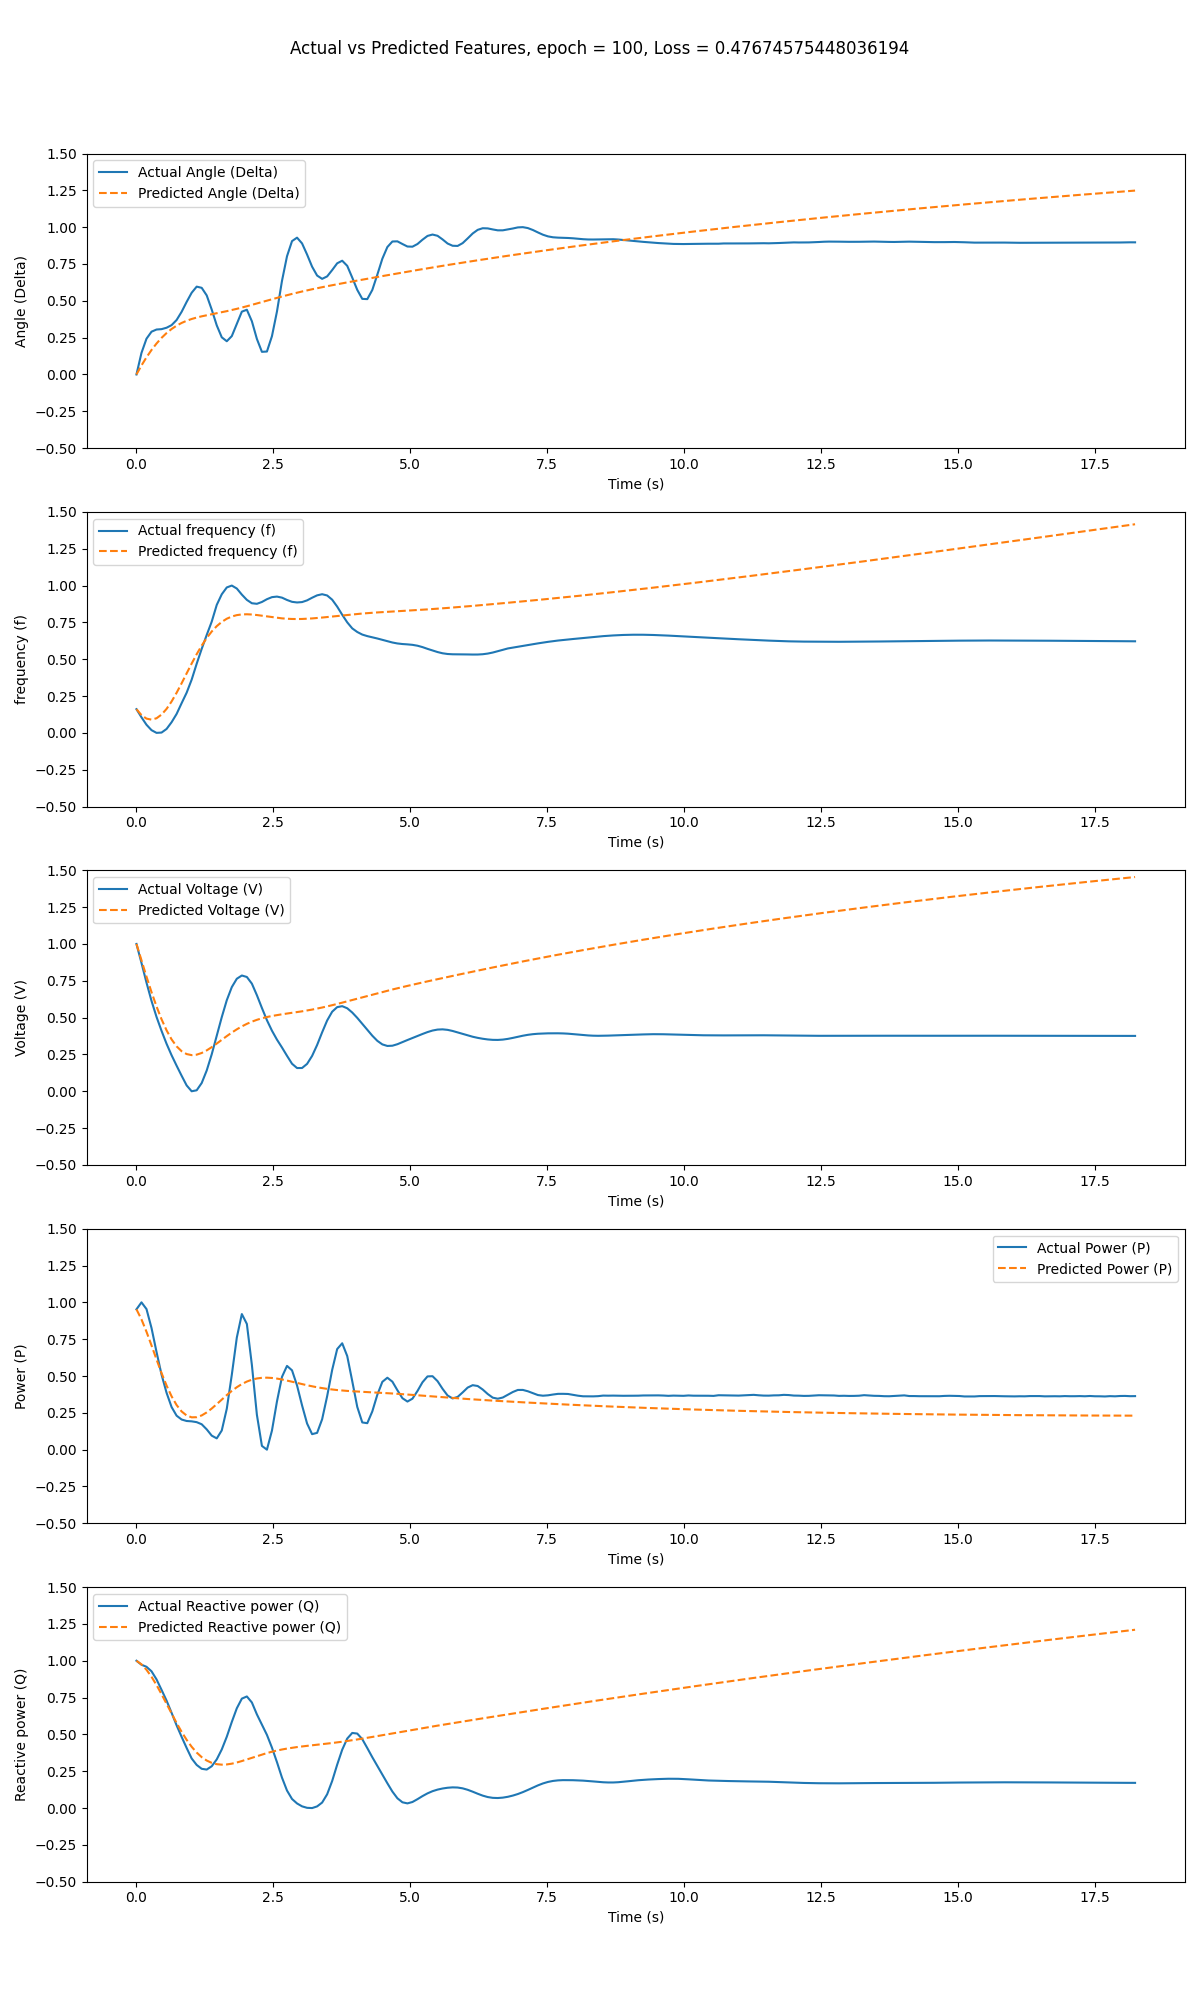 Actual vs Predicted Features, epoch = 100, Loss = 0.47674575448036194
1.50
1.25
1.00
0.75
0.50
0.25
0.00
−0.25
−0.50
Angle (Delta)
Actual Angle (Delta)
Predicted Angle (Delta)
0.0 2.5 5.0 7.5 10.0 12.5 15.0 17.5
Time (s)
1.50
1.25
1.00
0.75
0.50
0.25
0.00
−0.25
−0.50
frequency (f)
Actual frequency (f)
Predicted frequency (f)
0.0 2.5 5.0 7.5 10.0 12.5 15.0 17.5
Time (s)
1.50
1.25
1.00
0.75
0.50
0.25
0.00
−0.25
−0.50
Voltage (V)
Actual Voltage (V)
Predicted Voltage (V)
0.0 2.5 5.0 7.5 10.0 12.5 15.0 17.5
Time (s)
1.50
1.25
1.00
0.75
0.50
0.25
0.00
−0.25
−0.50
Power (P)
Actual Power (P)
Predicted Power (P)
0.0 2.5 5.0 7.5 10.0 12.5 15.0 17.5
Time (s)
1.50
1.25
1.00
0.75
0.50
0.25
0.00
−0.25
−0.50
Reactive power (Q)
Actual Reactive power (Q)
Predicted Reactive power (Q)
0.0 2.5 5.0 7.5 10.0 12.5 15.0 17.5
Time (s)